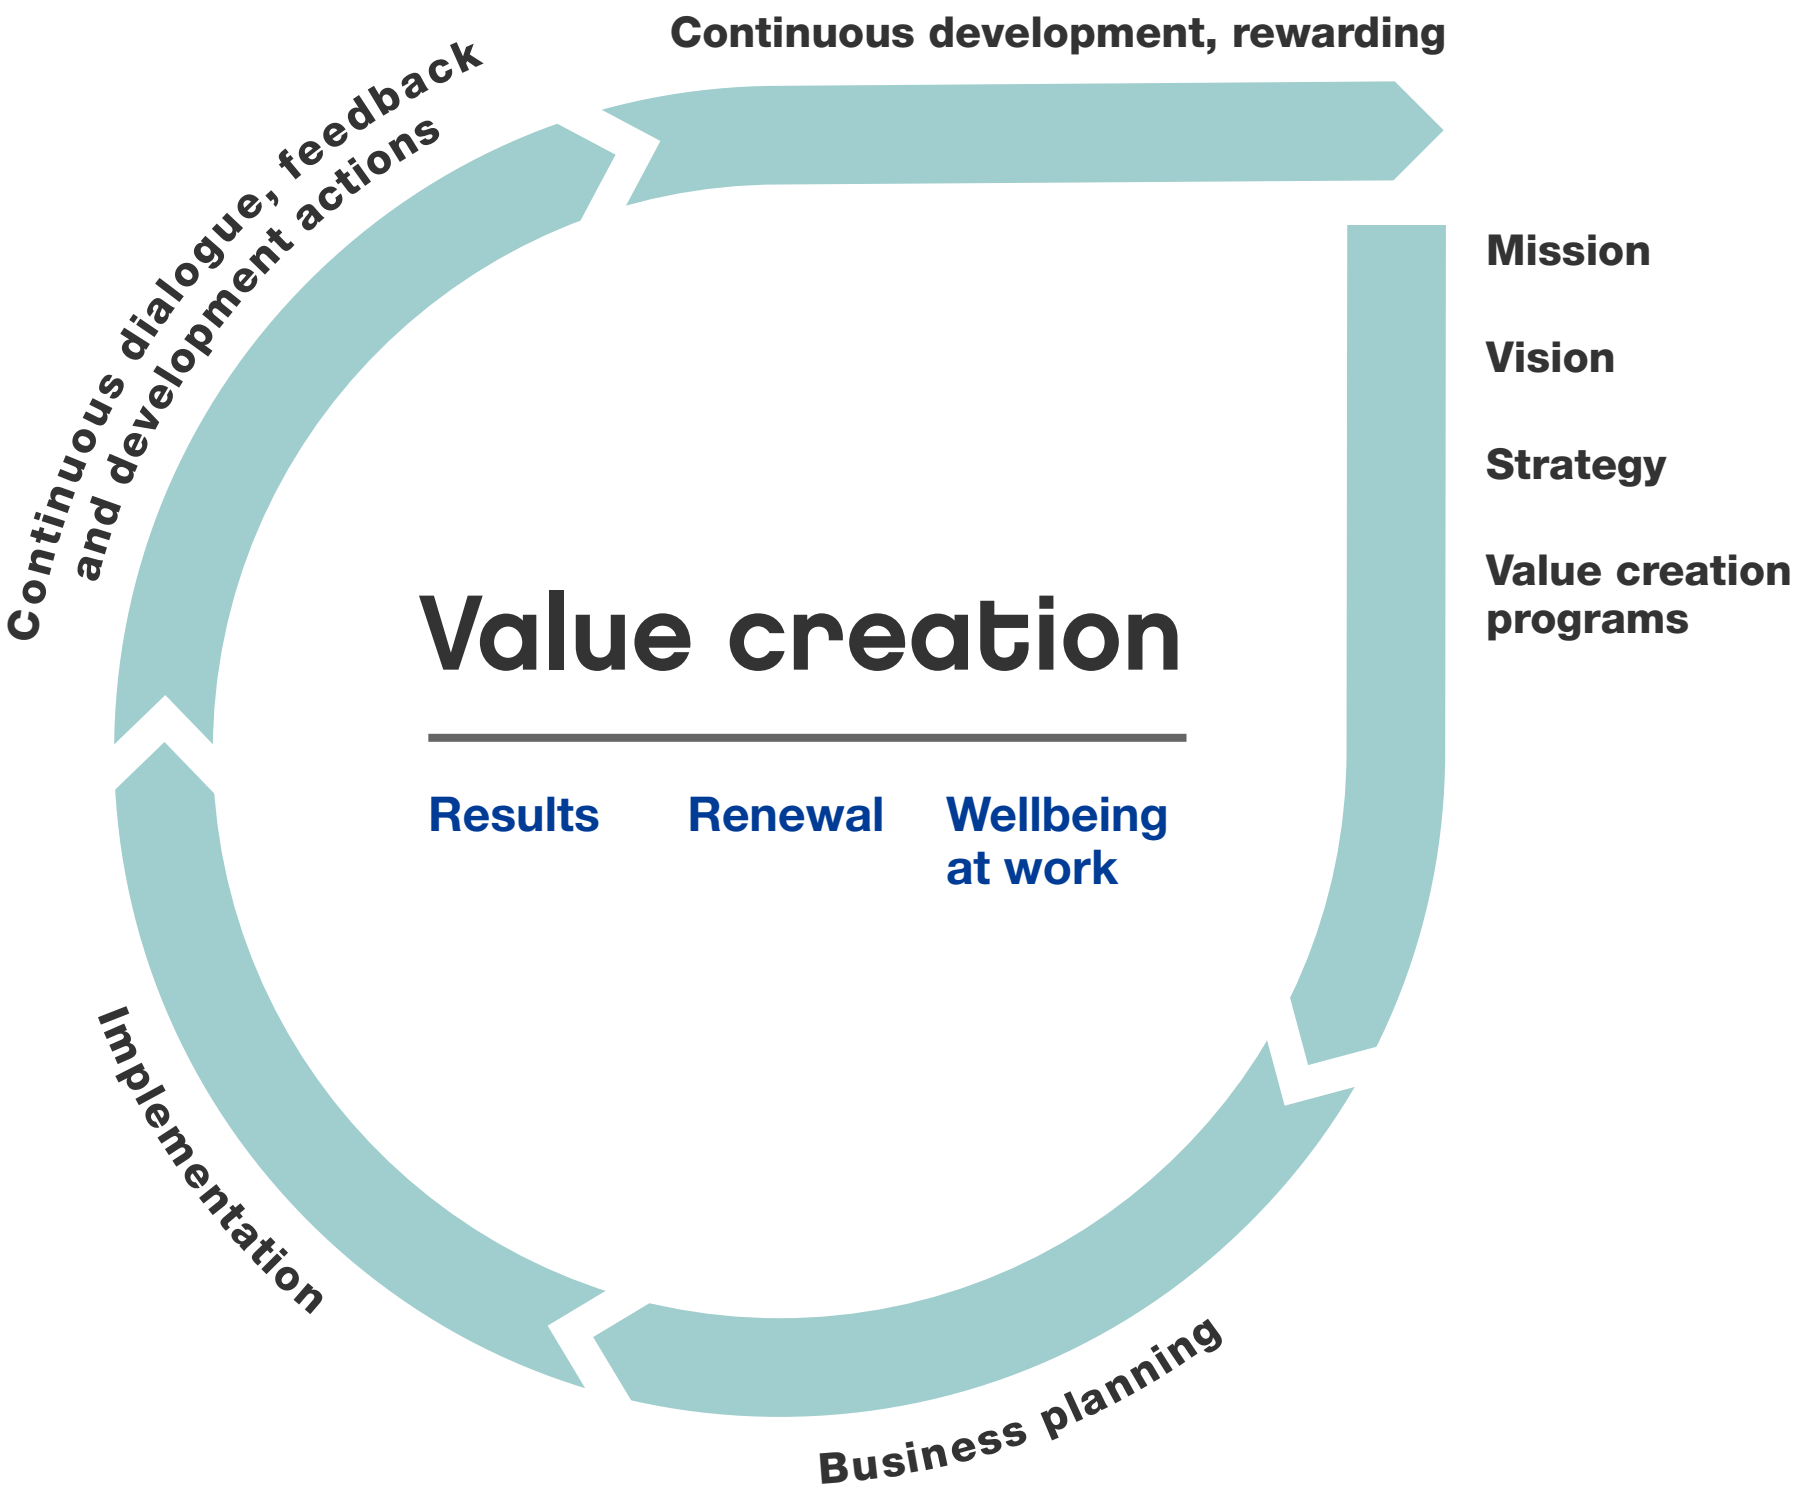 Continuous development, rewarding
Continuous dialogue, feedback
and development actions
Mission
Vision
Strategy
Value creation
programs
Value creation
Results
Renewal
Wellbeing
at work
Implementation
Business planning